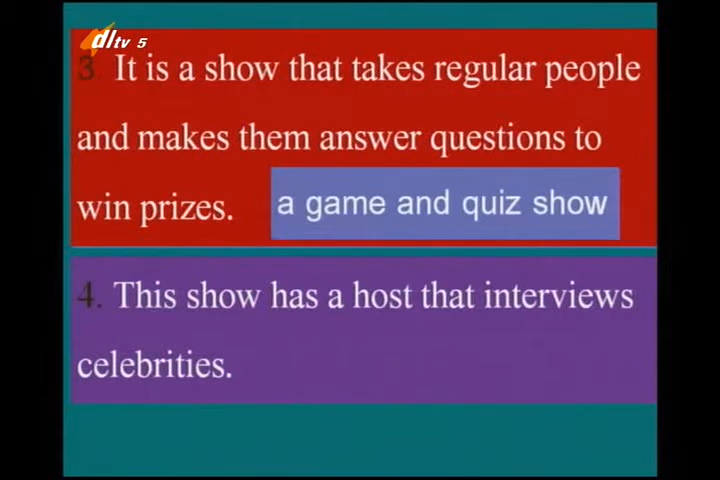 dltv 5
3. It is a show that takes regular people
and makes them answer questions to
win prizes. a game and quiz show
4. This show has a host that interviews
celebrities.